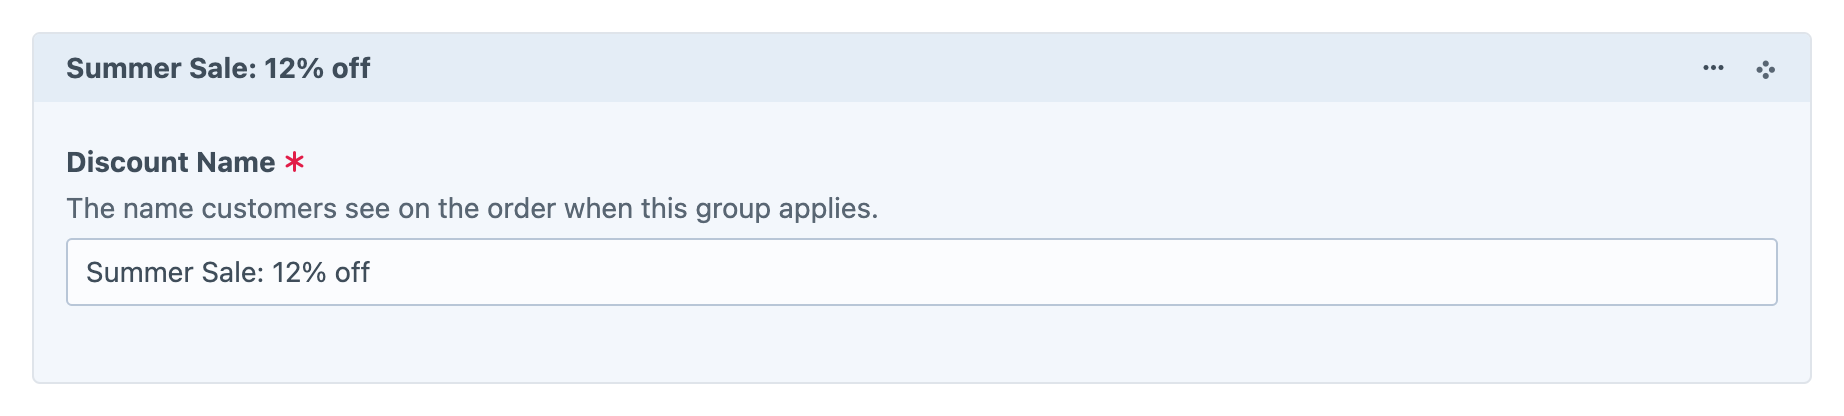 Summer Sale: 12% off
Discount Name *
The name customers see on the order when this group applies.
Summer Sale: 12% off